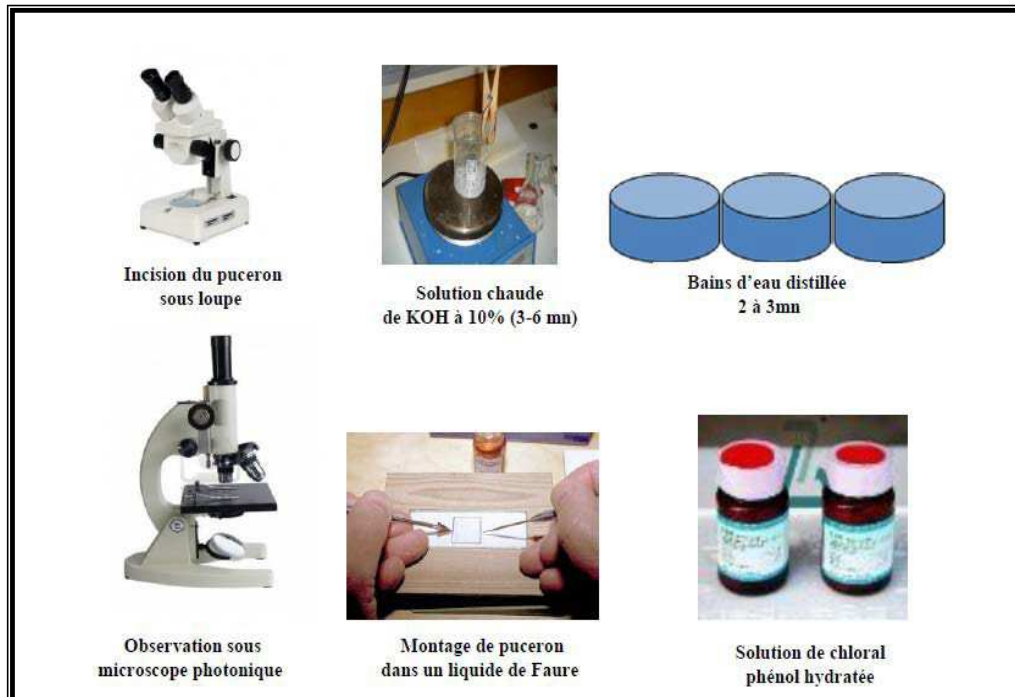 Incision du puceron
sous loupe
Solution chaude
de KOH à 10% (3-6 mn)
Bains d'eau distillée
2 à 3mn
Observation sous
microscope photonique
Montage de puceron
dans un liquide de Faure
Solution de chloral
phénol hydratée